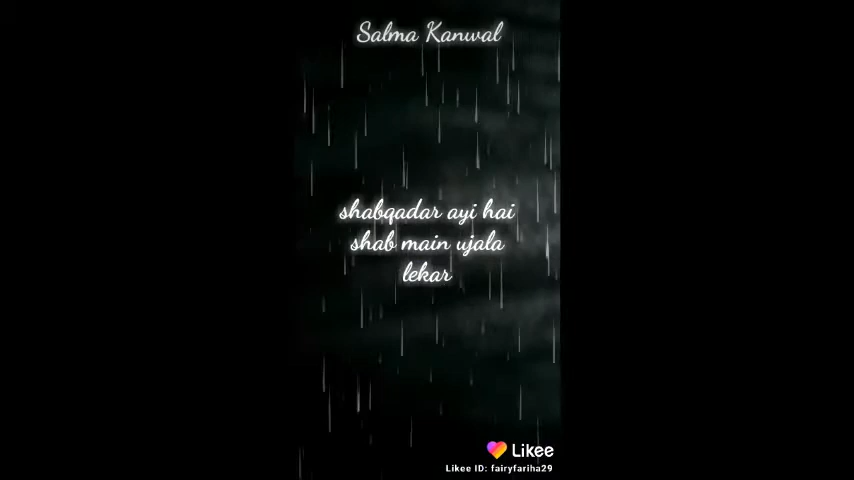 Salma Kanwal
shabqadar ayi hai
shab main ujala
lekar
Likee
Likee ID: fairyfariha29